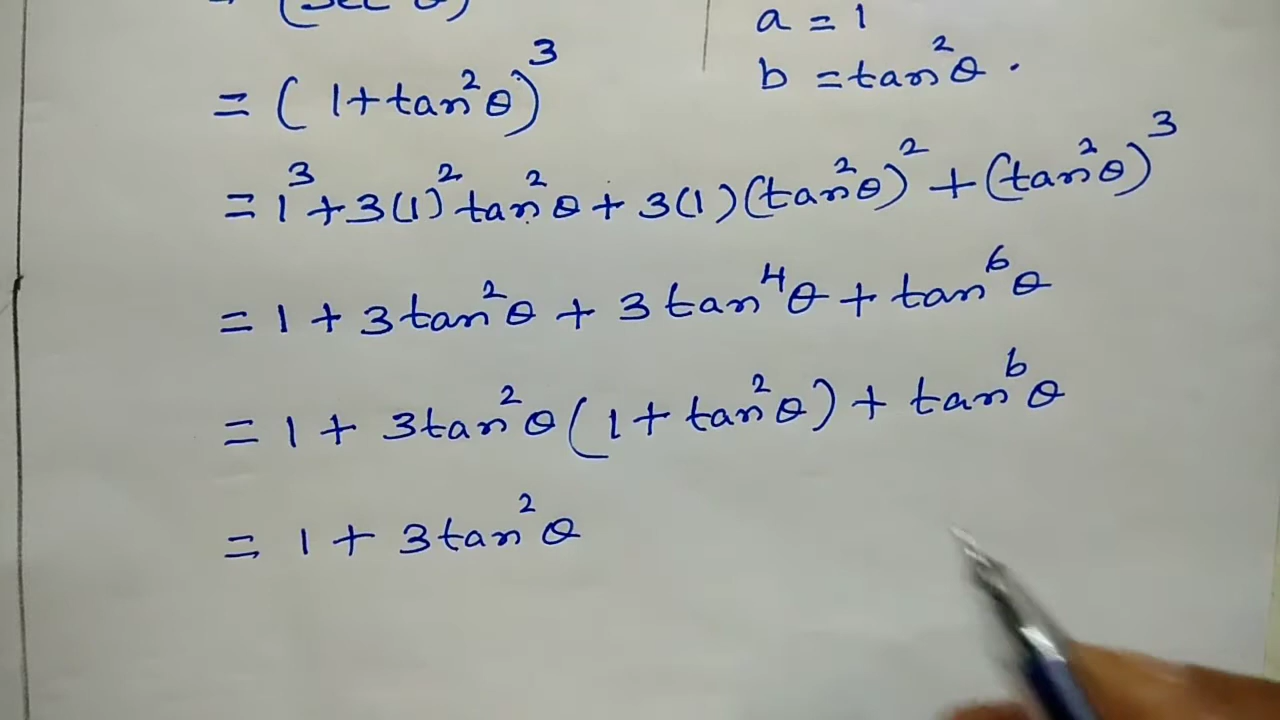 (sec θ)
a = 1
b = tan²θ .
= (1+tan²θ)³
= 1³+3(1)²tan²θ+3(1)(tan²θ)²+(tan²θ)³
= 1+3tan²θ+3tan⁴θ+tan⁶θ
= 1+3tan²θ(1+tan²θ)+tan⁶θ
= 1+3tan²θ